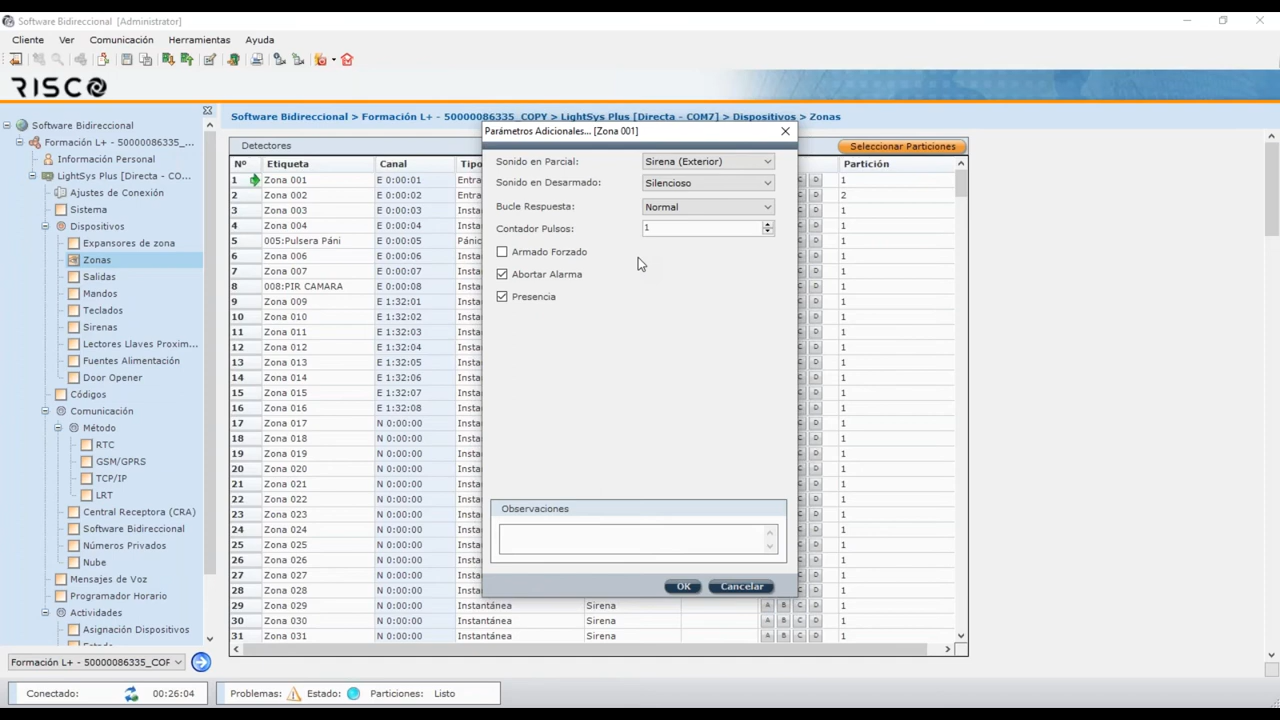 Software Bidireccional [Administrator]
Cliente Ver Comunicación Herramientas Ayuda
RISCO
Software Bidireccional > Formación L+ - 50000086335_COPY > LightSys Plus [Directa - COM7] > Dispositivos > Zonas
Software Bidireccional
Formación L+ - 50000086335_...
Información Personal
LightSys Plus [Directa - CO...
Ajustes de Conexión
Sistema
Dispositivos
Expansores de zona
Zonas
Salidas
Mandos
Teclados
Sirenas
Lectores Llaves Proxim...
Fuentes Alimentación
Door Opener
Códigos
Comunicación
Método
RTC
GSM/GPRS
TCP/IP
LRT
Central Receptora (CRA)
Software Bidireccional
Números Privados
Nube
Mensajes de Voz
Programador Horario
Actividades
Asignación Dispositivos
Formación L+ - 50000086335_COP
Detectores
Seleccionar Particiones
Nº Etiqueta Canal Tipo Partición
1 Zona 001 E 0:00:01 Entra C D 1
2 Zona 002 E 0:00:02 Entra C D 2
3 Zona 003 E 0:00:03 Insta C D 1
4 Zona 004 E 0:00:04 Insta C D 1
5 005:Pulsera Páni E 0:00:05 Pánic C D 1
6 Zona 006 E 0:00:06 Insta C D 1
7 Zona 007 E 0:00:07 Insta C D 1
8 008:PIR CAMARA E 0:00:08 Insta C D 1
9 Zona 009 E 1:32:01 Insta C D 1
10 Zona 010 E 1:32:02 Insta C D 1
11 Zona 011 E 1:32:03 Insta C D 1
12 Zona 012 E 1:32:04 Insta C D 1
13 Zona 013 E 1:32:05 Insta C D 1
14 Zona 014 E 1:32:06 Insta C D 1
15 Zona 015 E 1:32:07 Insta C D 1
16 Zona 016 E 1:32:08 Insta C D 1
17 Zona 017 N 0:00:00 Insta C D 1
18 Zona 018 N 0:00:00 Insta C D 1
19 Zona 019 N 0:00:00 Insta C D 1
20 Zona 020 N 0:00:00 Insta C D 1
21 Zona 021 N 0:00:00 Insta C D 1
22 Zona 022 N 0:00:00 Insta C D 1
23 Zona 023 N 0:00:00 Insta C D 1
24 Zona 024 N 0:00:00 Insta C D 1
25 Zona 025 N 0:00:00 Insta C D 1
26 Zona 026 N 0:00:00 Insta C D 1
27 Zona 027 N 0:00:00 Insta C D 1
28 Zona 028 N 0:00:00 Insta C D 1
29 Zona 029 N 0:00:00 Instantánea Sirena A B C D 1
30 Zona 030 N 0:00:00 Instantánea Sirena A B C D 1
31 Zona 031 N 0:00:00 Instantánea Sirena A B C D 1
Parámetros Adicionales... [Zona 001]
Sonido en Parcial: Sirena (Exterior)
Sonido en Desarmado: Silencioso
Bucle Respuesta: Normal
Contador Pulsos: 1
Armado Forzado
Abortar Alarma
Presencia
Observaciones
OK Cancelar
Conectado: 00:26:04 Problemas: Estado: Particiones: Listo